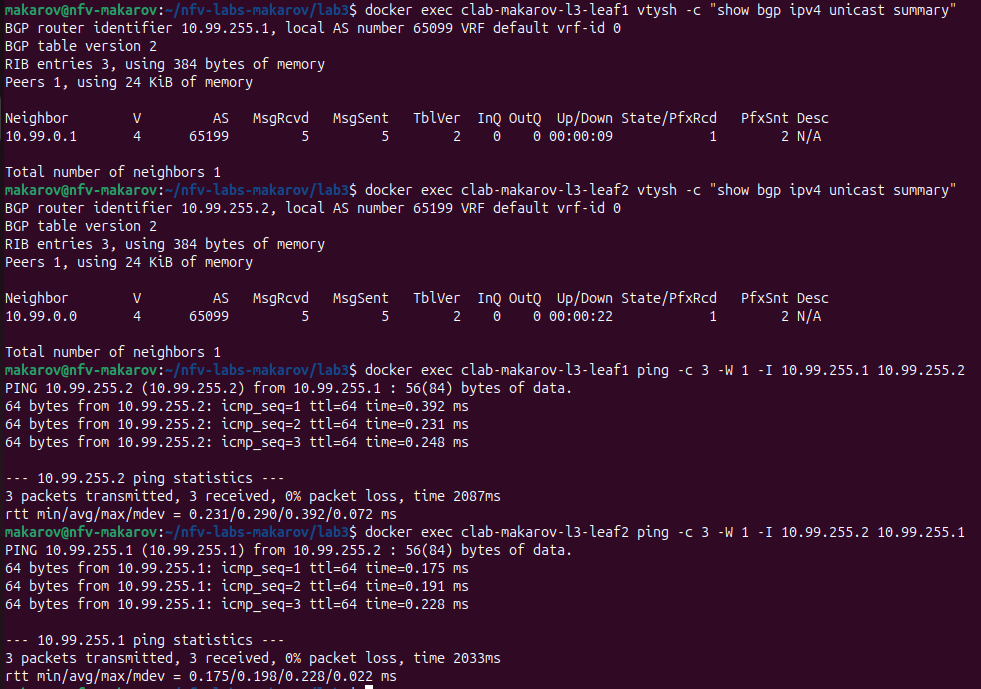 makarov@nfv-makarov:~/nfv-labs-makarov/lab3$ docker exec clab-makarov-l3-leaf1 vtysh -c "show bgp ipv4 unicast summary"
BGP router identifier 10.99.255.1, local AS number 65099 VRF default vrf-id 0
BGP table version 2
RIB entries 3, using 384 bytes of memory
Peers 1, using 24 KiB of memory

Neighbor        V         AS   MsgRcvd   MsgSent   TblVer  InQ OutQ  Up/Down State/PfxRcd   PfxSnt Desc
10.99.0.1       4      65199         5         5        2    0    0 00:00:09            1        2 N/A

Total number of neighbors 1
makarov@nfv-makarov:~/nfv-labs-makarov/lab3$ docker exec clab-makarov-l3-leaf2 vtysh -c "show bgp ipv4 unicast summary"
BGP router identifier 10.99.255.2, local AS number 65199 VRF default vrf-id 0
BGP table version 2
RIB entries 3, using 384 bytes of memory
Peers 1, using 24 KiB of memory

Neighbor        V         AS   MsgRcvd   MsgSent   TblVer  InQ OutQ  Up/Down State/PfxRcd   PfxSnt Desc
10.99.0.0       4      65099         5         5        2    0    0 00:00:22            1        2 N/A

Total number of neighbors 1
makarov@nfv-makarov:~/nfv-labs-makarov/lab3$ docker exec clab-makarov-l3-leaf1 ping -c 3 -W 1 -I 10.99.255.1 10.99.255.2
PING 10.99.255.2 (10.99.255.2) from 10.99.255.1 : 56(84) bytes of data.
64 bytes from 10.99.255.2: icmp_seq=1 ttl=64 time=0.392 ms
64 bytes from 10.99.255.2: icmp_seq=2 ttl=64 time=0.231 ms
64 bytes from 10.99.255.2: icmp_seq=3 ttl=64 time=0.248 ms

--- 10.99.255.2 ping statistics ---
3 packets transmitted, 3 received, 0% packet loss, time 2087ms
rtt min/avg/max/mdev = 0.231/0.290/0.392/0.072 ms
makarov@nfv-makarov:~/nfv-labs-makarov/lab3$ docker exec clab-makarov-l3-leaf2 ping -c 3 -W 1 -I 10.99.255.2 10.99.255.1
PING 10.99.255.1 (10.99.255.1) from 10.99.255.2 : 56(84) bytes of data.
64 bytes from 10.99.255.1: icmp_seq=1 ttl=64 time=0.175 ms
64 bytes from 10.99.255.1: icmp_seq=2 ttl=64 time=0.191 ms
64 bytes from 10.99.255.1: icmp_seq=3 ttl=64 time=0.228 ms

--- 10.99.255.1 ping statistics ---
3 packets transmitted, 3 received, 0% packet loss, time 2033ms
rtt min/avg/max/mdev = 0.175/0.198/0.228/0.022 ms